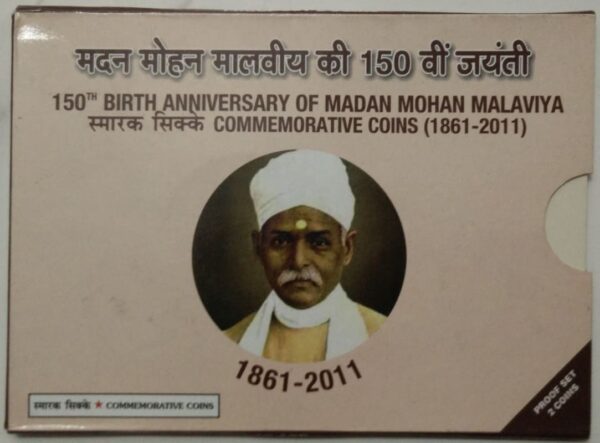 मदन मोहन मालवीय की 150 वीं जयंती
150TH BIRTH ANNIVERSARY OF MADAN MOHAN MALAVIYA
स्मारक सिक्के COMMEMORATIVE COINS (1861-2011)
1861-2011
स्मारक सिक्के ★ COMMEMORATIVE COINS
PROOF SET
2 COINS